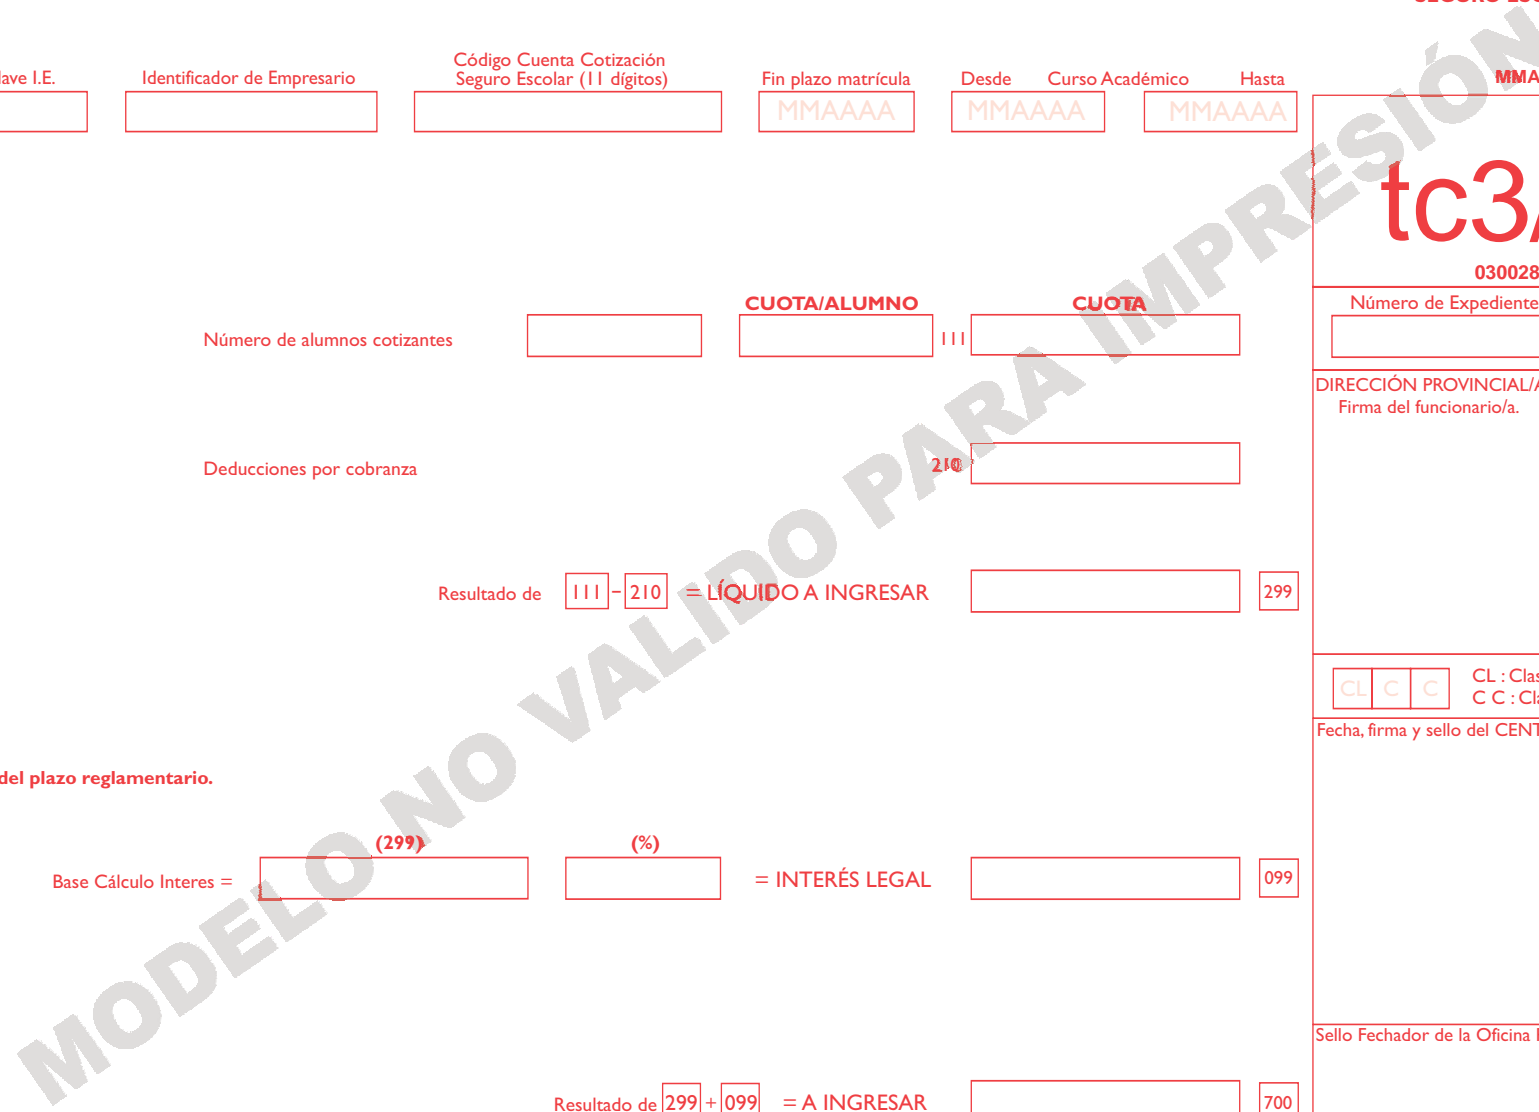 Código Cuenta Cotización
lave I.E. Identificador de Empresario Seguro Escolar (11 dígitos) Fin plazo matrícula Desde Curso Académico Hasta
MMAAAA MMAAAA MMAAAA
tc3/
030028
CUOTA/ALUMNO CUOTA
Número de Expediente
Número de alumnos cotizantes 111
DIRECCIÓN PROVINCIAL/
Firma del funcionario/a.
Deducciones por cobranza 210
Resultado de 111 - 210 = LÍQUIDO A INGRESAR 299
CL C C
CL : Clas
C C : Cla
Fecha, firma y sello del CENT
del plazo reglamentario.
(299) (%)
Base Cálculo Interes = = INTERÉS LEGAL 099
Sello Fechador de la Oficina
Resultado de 299 + 099 = A INGRESAR 700
MODELO NO VALIDO PARA IMPRESIÓN